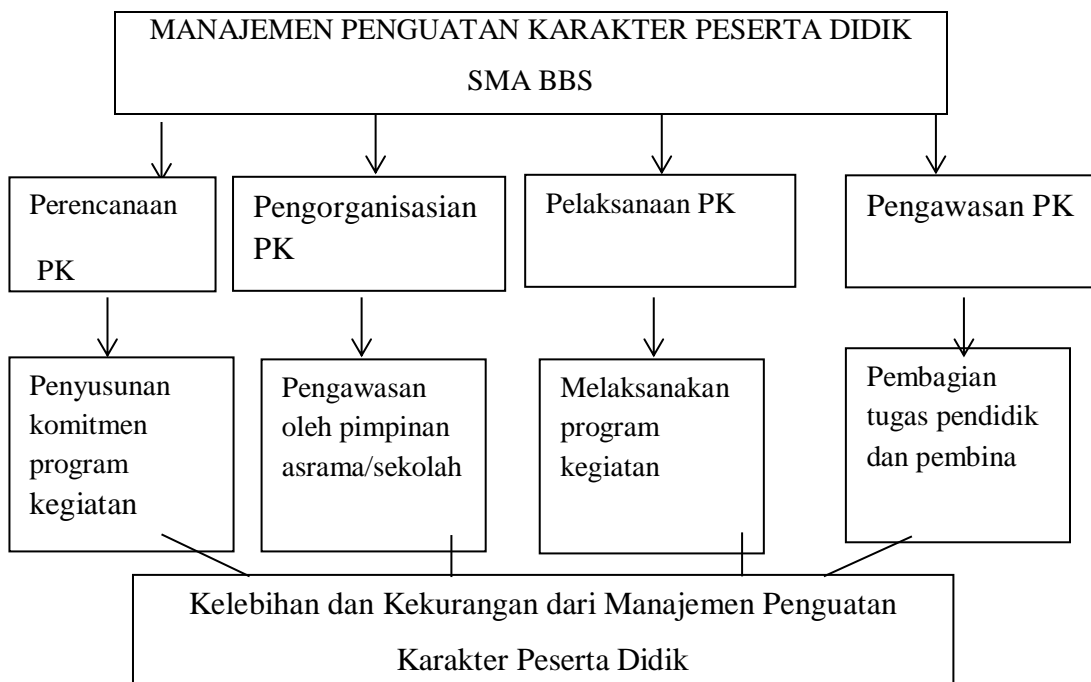 MANAJEMEN PENGUATAN KARAKTER PESERTA DIDIK
SMA BBS
Perencanaan
PK
Pengorganisasian
PK
Pelaksanaan PK
Pengawasan PK
Penyusunan
komitmen
program
kegiatan
Pengawasan
oleh pimpinan
asrama/sekolah
Melaksanakan
program
kegiatan
Pembagian
tugas pendidik
dan pembina
Kelebihan dan Kekurangan dari Manajemen Penguatan
Karakter Peserta Didik